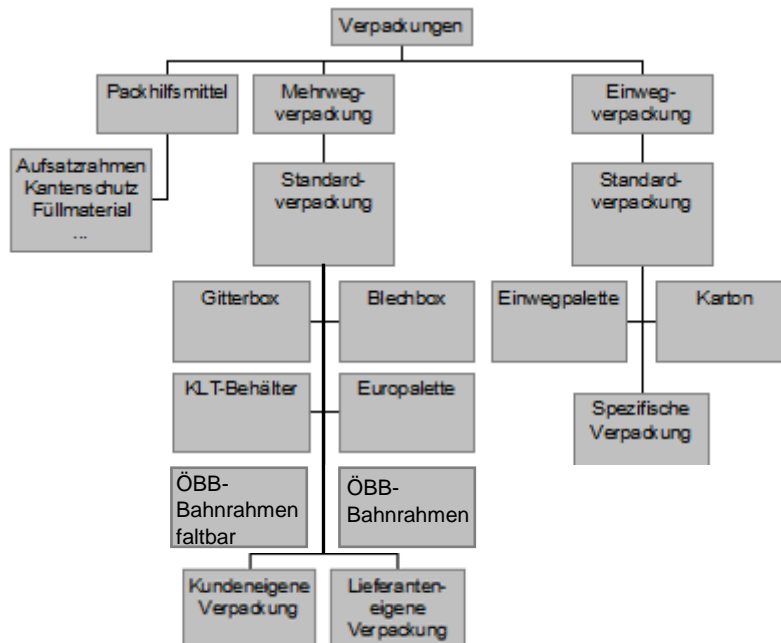 Verpackungen
Packhilfsmittel
Mehrweg-
verpackung
Einweg-
verpackung
Aufsatzrahmen
Kantenschutz
Füllmaterial
...
Standard-
verpackung
Standard-
verpackung
Gitterbox
Blechbox
Einwegpalette
Karton
KLT-Behälter
Europalette
Spezifische
Verpackung
ÖBB-
Bahnrahmen
faltbar
ÖBB-
Bahnrahmen
Kundeneigene
Verpackung
Lieferanten-
eigene
Verpackung